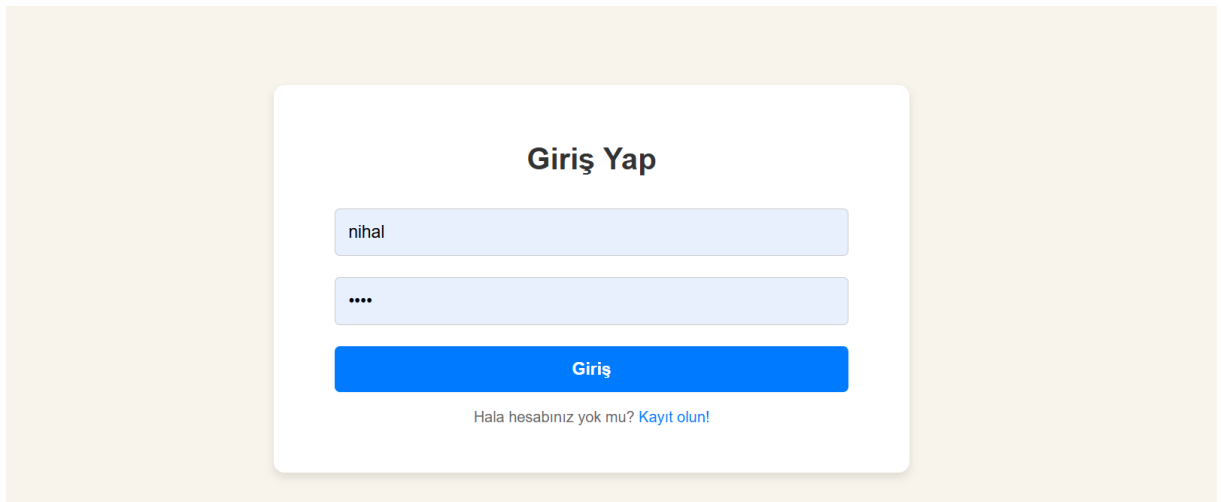 Giriş Yap
nihal
••••
Giriş
Hala hesabınız yok mu? Kayıt olun!